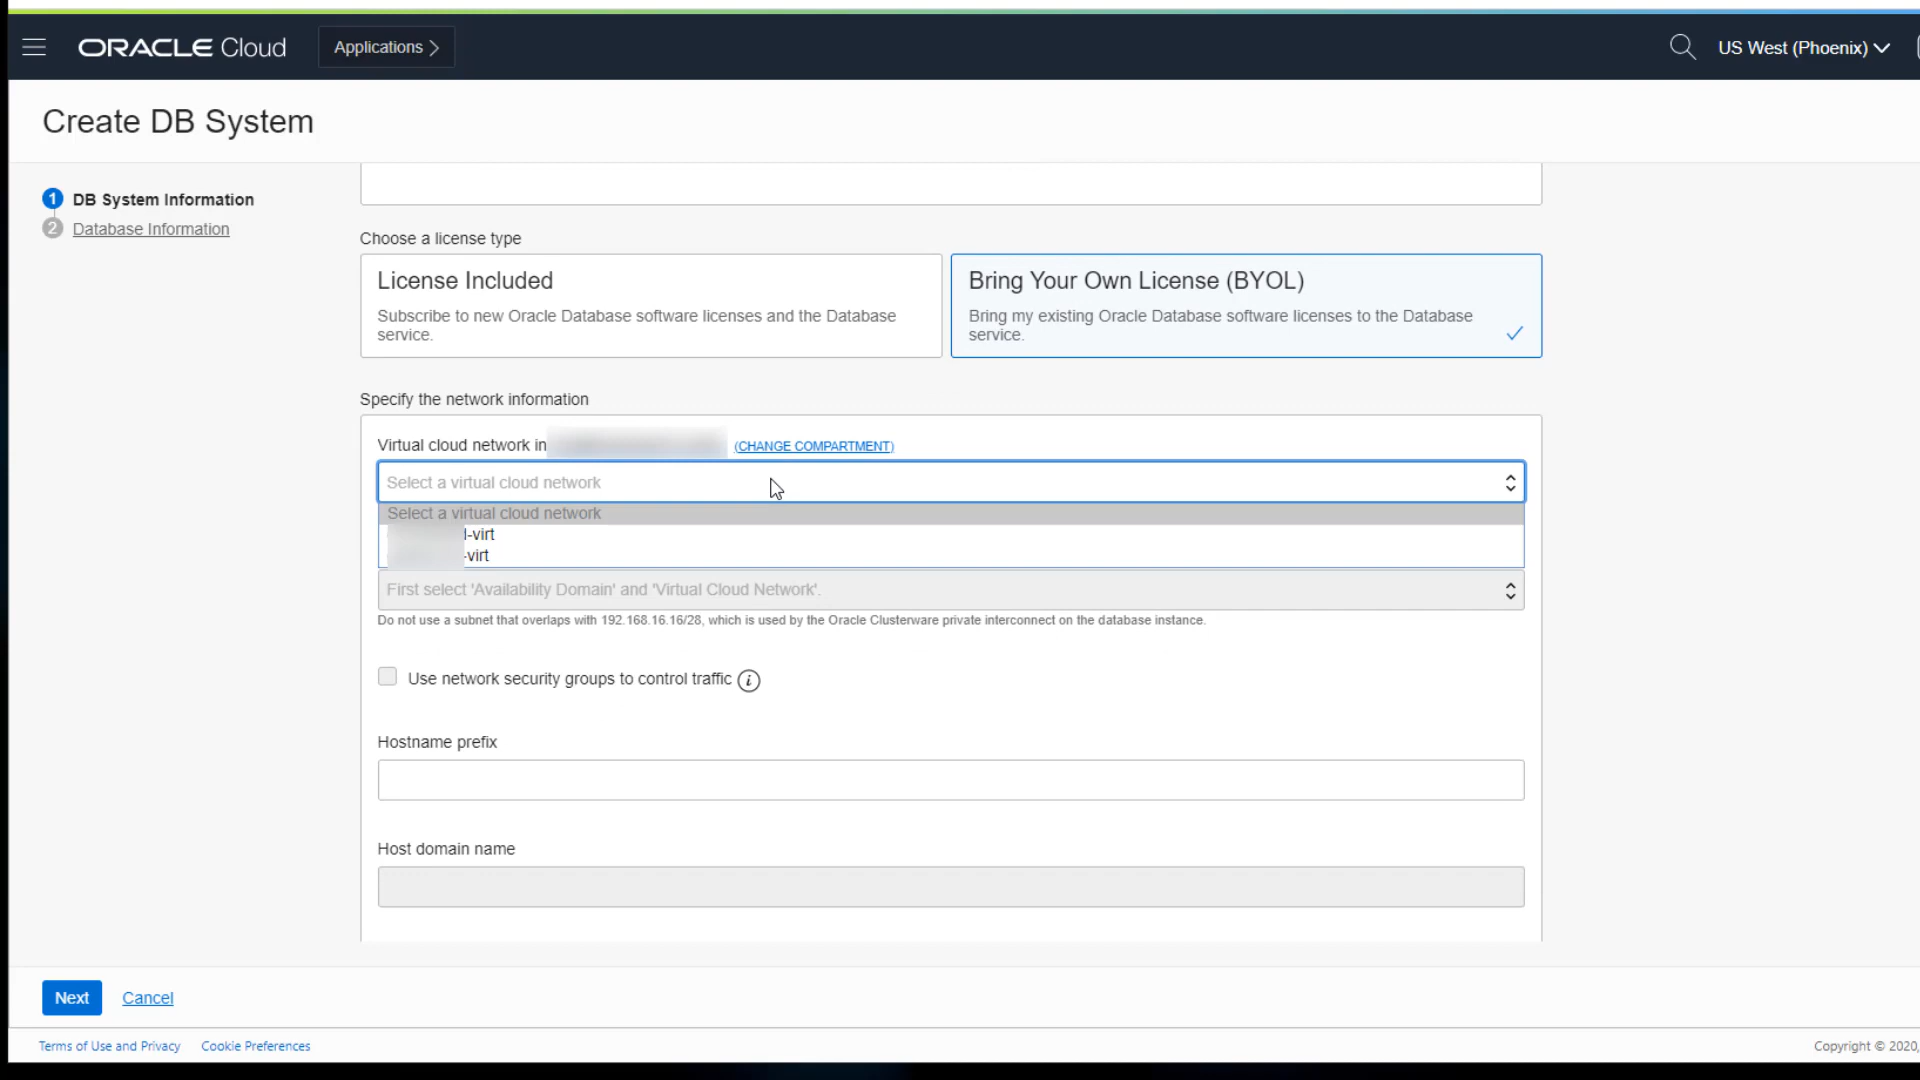 ORACLE Cloud
Applications
US West (Phoenix)
Create DB System
1 DB System Information
2 Database Information
Choose a license type
License Included
Subscribe to new Oracle Database software licenses and the Database
service.
Bring Your Own License (BYOL)
Bring my existing Oracle Database software licenses to the Database
service.
Specify the network information
Virtual cloud network in
(CHANGE COMPARTMENT)
Select a virtual cloud network
Select a virtual cloud network
-virt
-virt
First select 'Availability Domain' and 'Virtual Cloud Network'.
Do not use a subnet that overlaps with 192.168.16.16/28, which is used by the Oracle Clusterware private interconnect on the database instance.
Use network security groups to control traffic i
Hostname prefix
Host domain name
Next
Cancel
Terms of Use and Privacy
Cookie Preferences
Copyright © 2020,